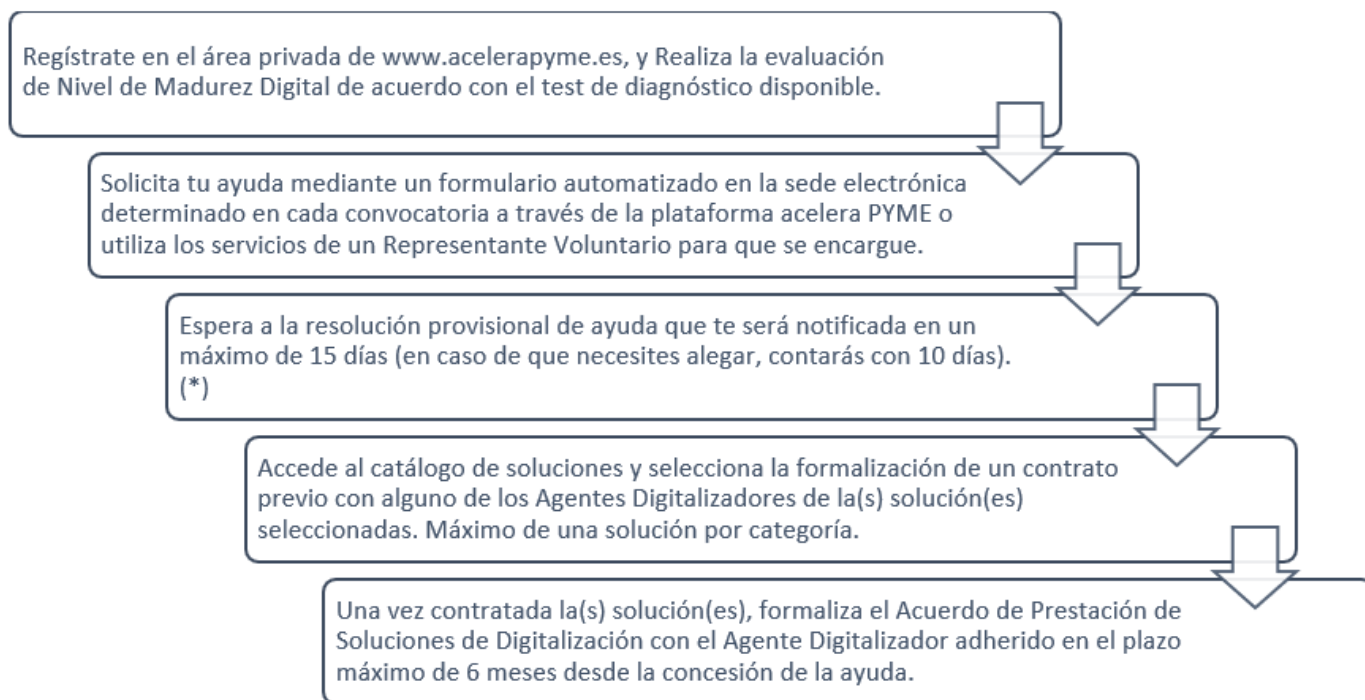 Regístrate en el área privada de www.acelerapyme.es, y Realiza la evaluación
de Nivel de Madurez Digital de acuerdo con el test de diagnóstico disponible.
Solicita tu ayuda mediante un formulario automatizado en la sede electrónica
determinado en cada convocatoria a través de la plataforma acelera PYME o
utiliza los servicios de un Representante Voluntario para que se encargue.
Espera a la resolución provisional de ayuda que te será notificada en un
máximo de 15 días (en caso de que necesites alegar, contarás con 10 días).
(*)
Accede al catálogo de soluciones y selecciona la formalización de un contrato
previo con alguno de los Agentes Digitalizadores de la(s) solución(es)
seleccionadas. Máximo de una solución por categoría.
Una vez contratada la(s) solución(es), formaliza el Acuerdo de Prestación de
Soluciones de Digitalización con el Agente Digitalizador adherido en el plazo
máximo de 6 meses desde la concesión de la ayuda.